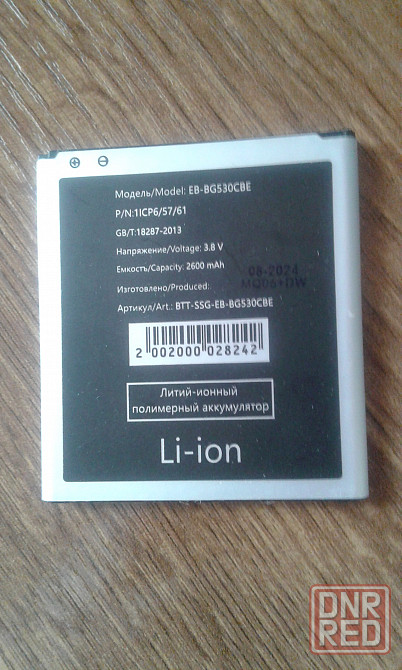 Модель/Model: EB-BG530CBE
P/N:1ICP6/57/61
GB/T:18287-2013
Напряжение/Voltage: 3.8 V
Емкость/Capacity: 2600 mAh
08-2024
Изготовлено/Produced:
MG06+DW
Артикул/Art.: BTT-SSG-EB-BG530CBE
2 002000 028242
Литий-ионный
полимерный аккумулятор
Li-ion
DNR
RED